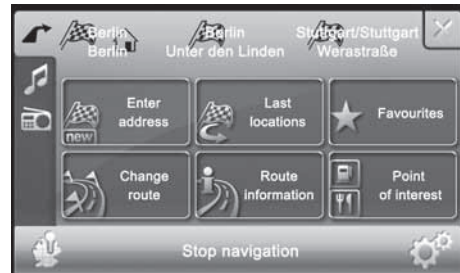 Berlin
Berlin
Berlin
Unter den Linden
Stuttgart/Stuttgart
Werastraße
Enter
address
new
Last
locations
Favourites
Change
route
Route
information
Point
of interest
Stop navigation